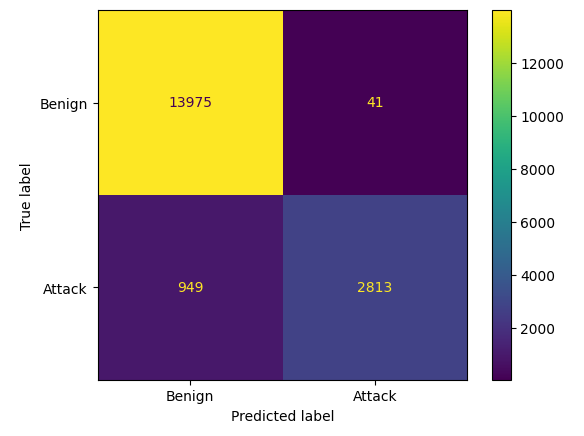 Benign
13975
41
Attack
949
2813
Benign
Attack
Predicted label
True label
12000
10000
8000
6000
4000
2000